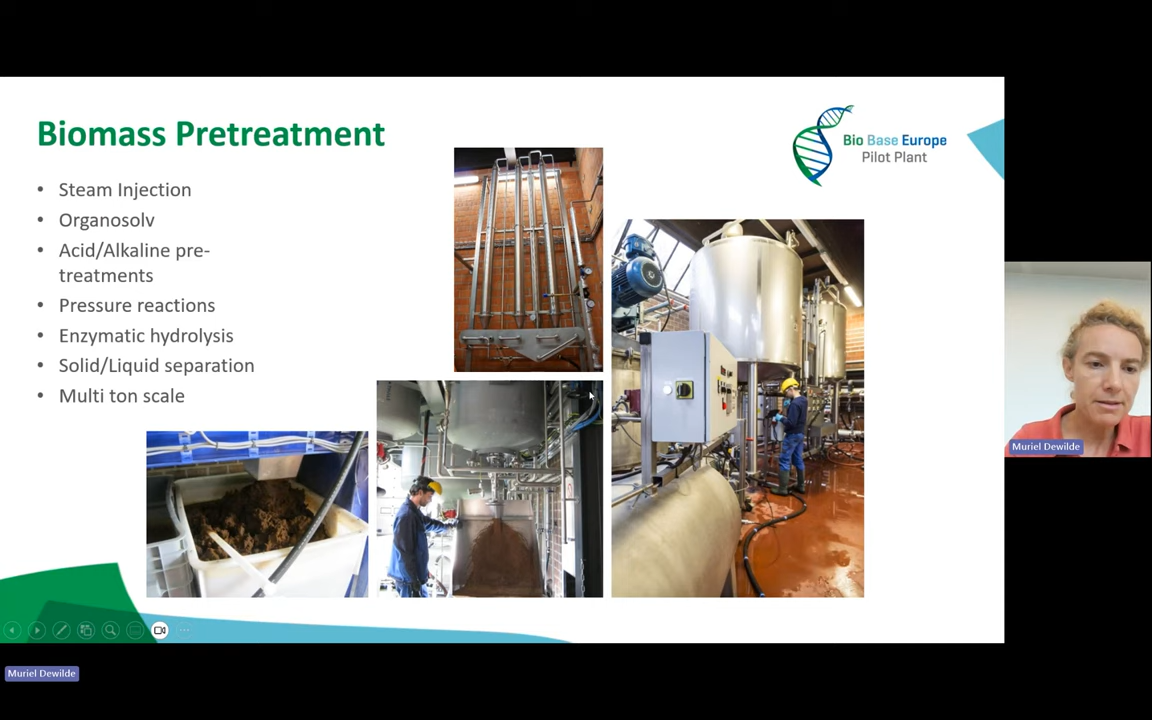 Biomass Pretreatment
Bio Base Europe
Pilot Plant
• Steam Injection
• Organosolv
• Acid/Alkaline pre-
treatments
• Pressure reactions
• Enzymatic hydrolysis
• Solid/Liquid separation
• Multi ton scale
Muriel Dewilde
Muriel Dewilde